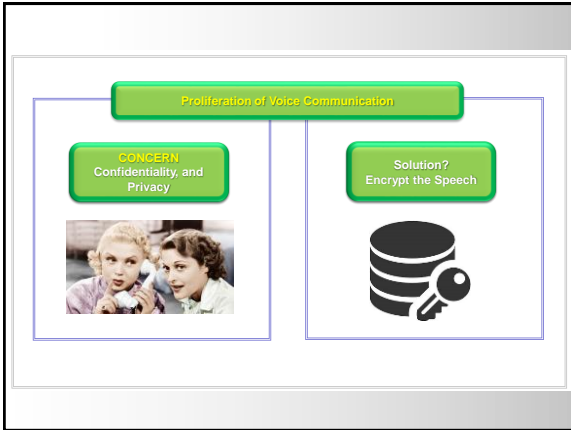 Proliferation of Voice Communication
CONCERN
Confidentiality, and
Privacy
Solution?
Encrypt the Speech